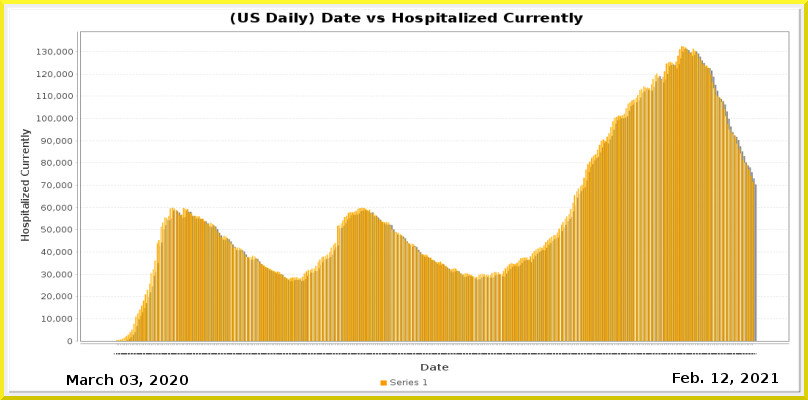 (US Daily) Date vs Hospitalized Currently
130,000
120,000
110,000
100,000
90,000
80,000
70,000
60,000
50,000
40,000
30,000
20,000
10,000
0
Hospitalized Currently
Date
March 03, 2020
Feb. 12, 2021
Series 1